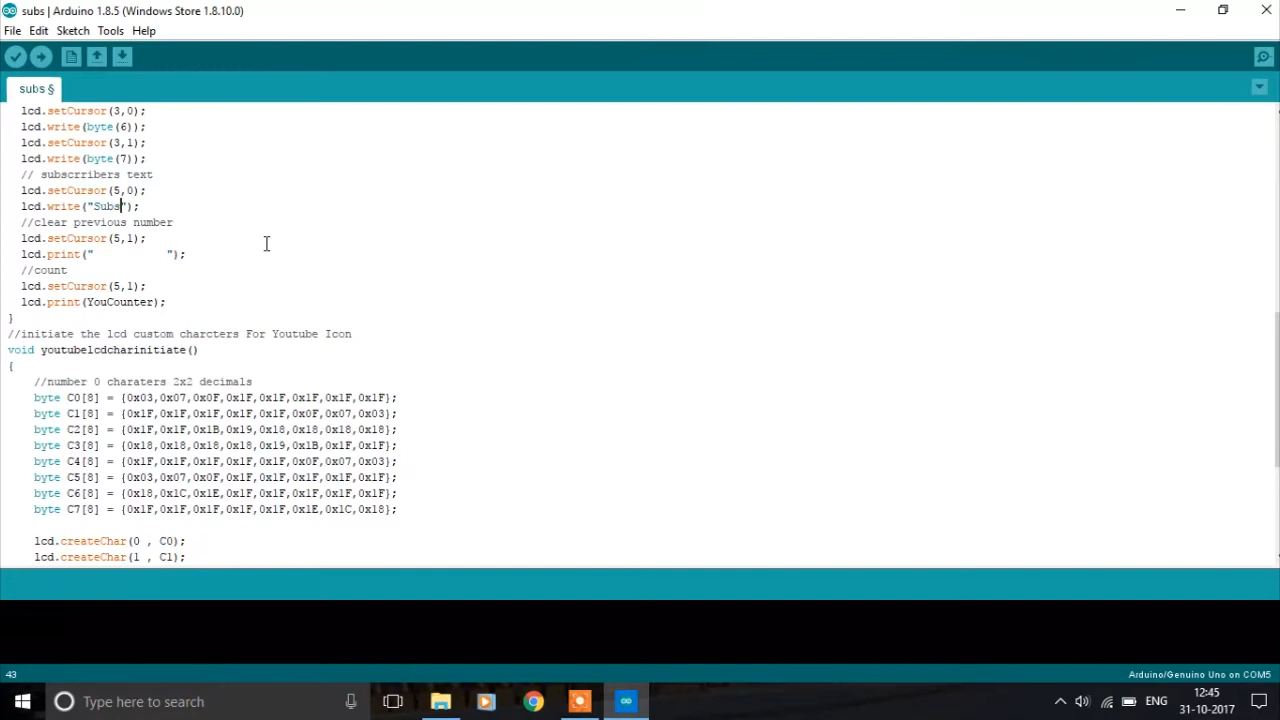 subs | Arduino 1.8.5 (Windows Store 1.8.10.0)
File Edit Sketch Tools Help
subs §
lcd.setCursor(3,0);
lcd.write(byte(6));
lcd.setCursor(3,1);
lcd.write(byte(7));
// subscrribers text
lcd.setCursor(5,0);
lcd.write("Subs");
//clear previous number
lcd.setCursor(5,1);
lcd.print("           ");
//count
lcd.setCursor(5,1);
lcd.print(YouCounter);
}
//initiate the lcd custom charcters For Youtube Icon
void youtubelcdcharinitiate()
{
//number 0 charaters 2x2 decimals
byte C0[8] = {0x03,0x07,0x0F,0x1F,0x1F,0x1F,0x1F,0x1F};
byte C1[8] = {0x1F,0x1F,0x1F,0x1F,0x1F,0x0F,0x07,0x03};
byte C2[8] = {0x1F,0x1F,0x1B,0x19,0x18,0x18,0x18,0x18};
byte C3[8] = {0x18,0x18,0x18,0x18,0x19,0x1B,0x1F,0x1F};
byte C4[8] = {0x1F,0x1F,0x1F,0x1F,0x1F,0x0F,0x07,0x03};
byte C5[8] = {0x03,0x07,0x0F,0x1F,0x1F,0x1F,0x1F,0x1F};
byte C6[8] = {0x18,0x1C,0x1E,0x1F,0x1F,0x1F,0x1F,0x1F};
byte C7[8] = {0x1F,0x1F,0x1F,0x1F,0x1F,0x1E,0x1C,0x18};
lcd.createChar(0 , C0);
lcd.createChar(1 , C1);
43
Arduino/Genuino Uno on COM5
Type here to search
ENG
12:45
31-10-2017